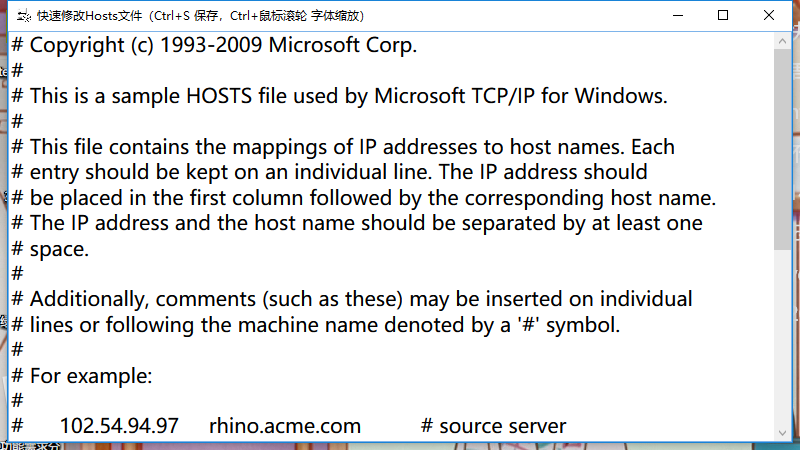 快速修改Hosts文件（Ctrl+S 保存，Ctrl+鼠标滚轮 字体缩放）
# Copyright (c) 1993-2009 Microsoft Corp.
#
# This is a sample HOSTS file used by Microsoft TCP/IP for Windows.
#
# This file contains the mappings of IP addresses to host names. Each
# entry should be kept on an individual line. The IP address should
# be placed in the first column followed by the corresponding host name.
# The IP address and the host name should be separated by at least one
# space.
#
# Additionally, comments (such as these) may be inserted on individual
# lines or following the machine name denoted by a '#' symbol.
#
# For example:
#
#      102.54.94.97     rhino.acme.com          # source server